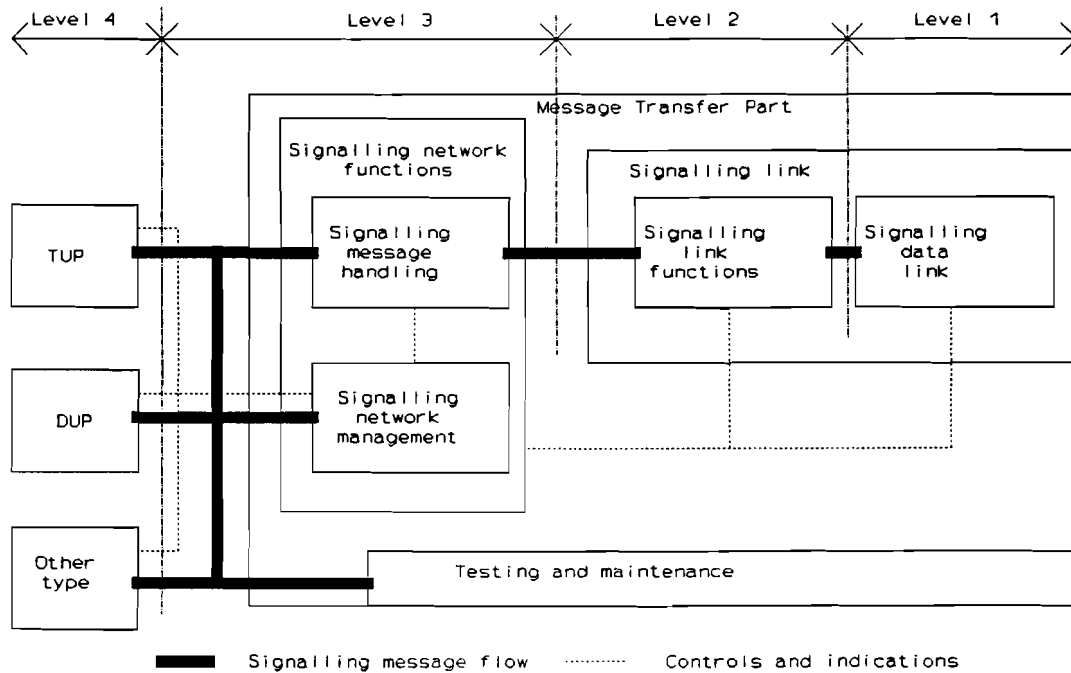 Level 4
Level 3
Level 2
Level 1
Message Transfer Part
Signalling network
functions
Signalling link
TUP
Signalling
message
handling
Signalling
link
functions
Signalling
data
link
DUP
Signalling
network
management
Other
type
Testing and maintenance
Signalling message flow
Controls and indications